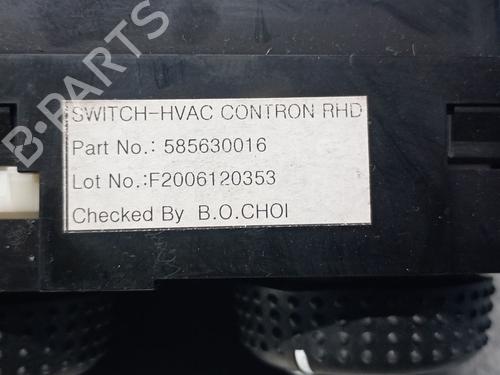 B-PARTS
SWITCH-HVAC CONTRON RHD
Part No.: 585630016
Lot No.:F2006120353
Checked By B.O.CHOI